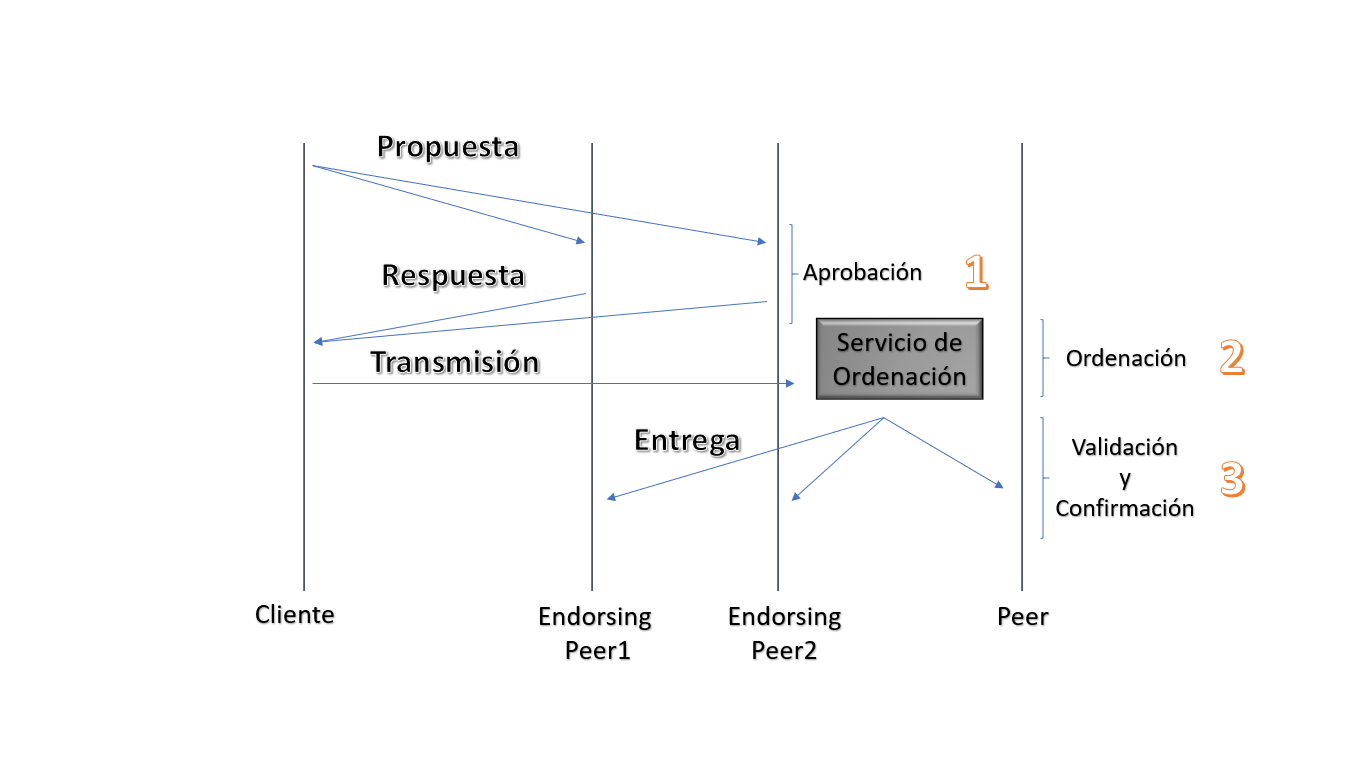 Propuesta
Respuesta
Aprobación
1
Transmisión
Servicio de
Ordenación
Ordenación
2
Entrega
Validación
y
Confirmación
3
Cliente
Endorsing
Peer1
Endorsing
Peer2
Peer